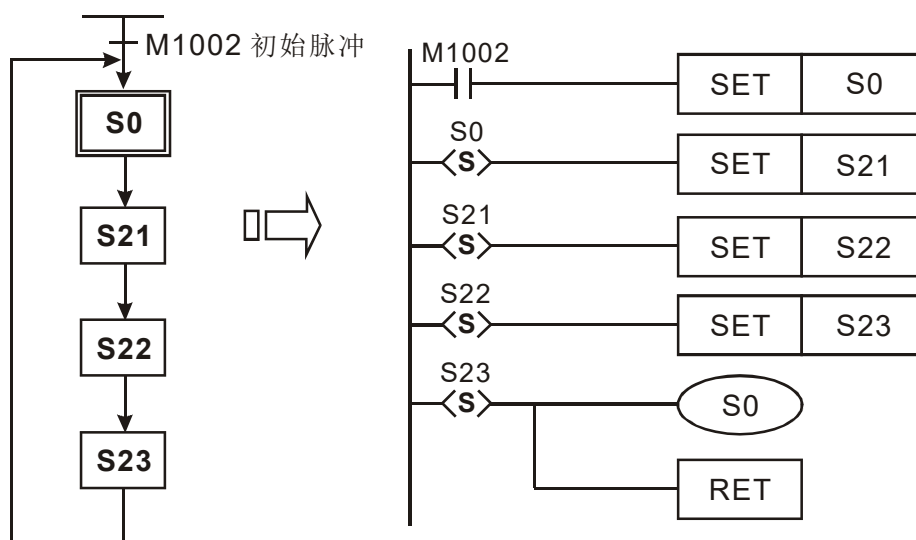 M1002 初始脉冲
S0
S21
S22
S23
M1002
SET S0
S0
S SET S21
S21
S SET S22
S22
S SET S23
S23
S S0
RET